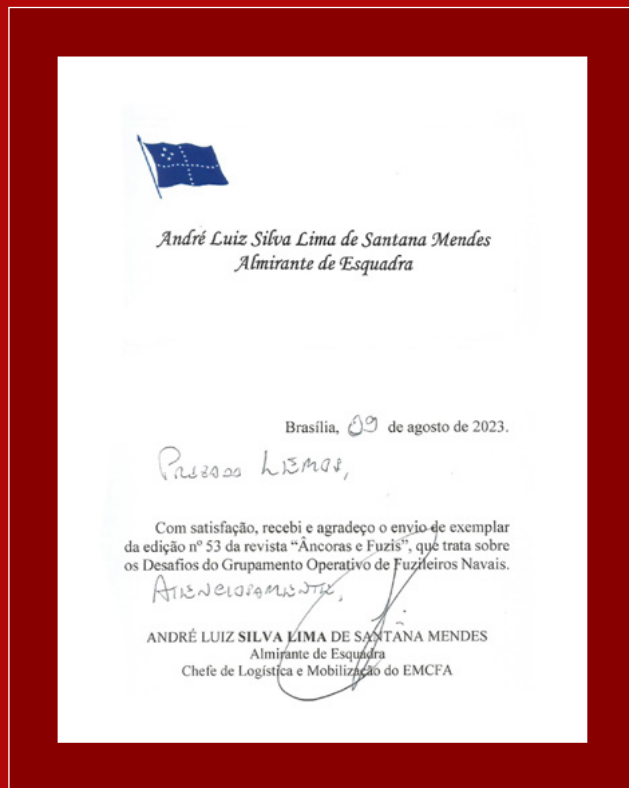 André Luiz Silva Lima de Santana Mendes
Almirante de Esquadra
Brasília, 09 de agosto de 2023.
Prezado Lemos,
Com satisfação, recebi e agradeço o envio de exemplar
da edição nº 53 da revista “Âncoras e Fuzis”, que trata sobre
os Desafios do Grupamento Operativo de Fuzileiros Navais.
Atenciosamente,
ANDRÉ LUIZ SILVA LIMA DE SANTANA MENDES
Almirante de Esquadra
Chefe de Logística e Mobilização do EMCFA